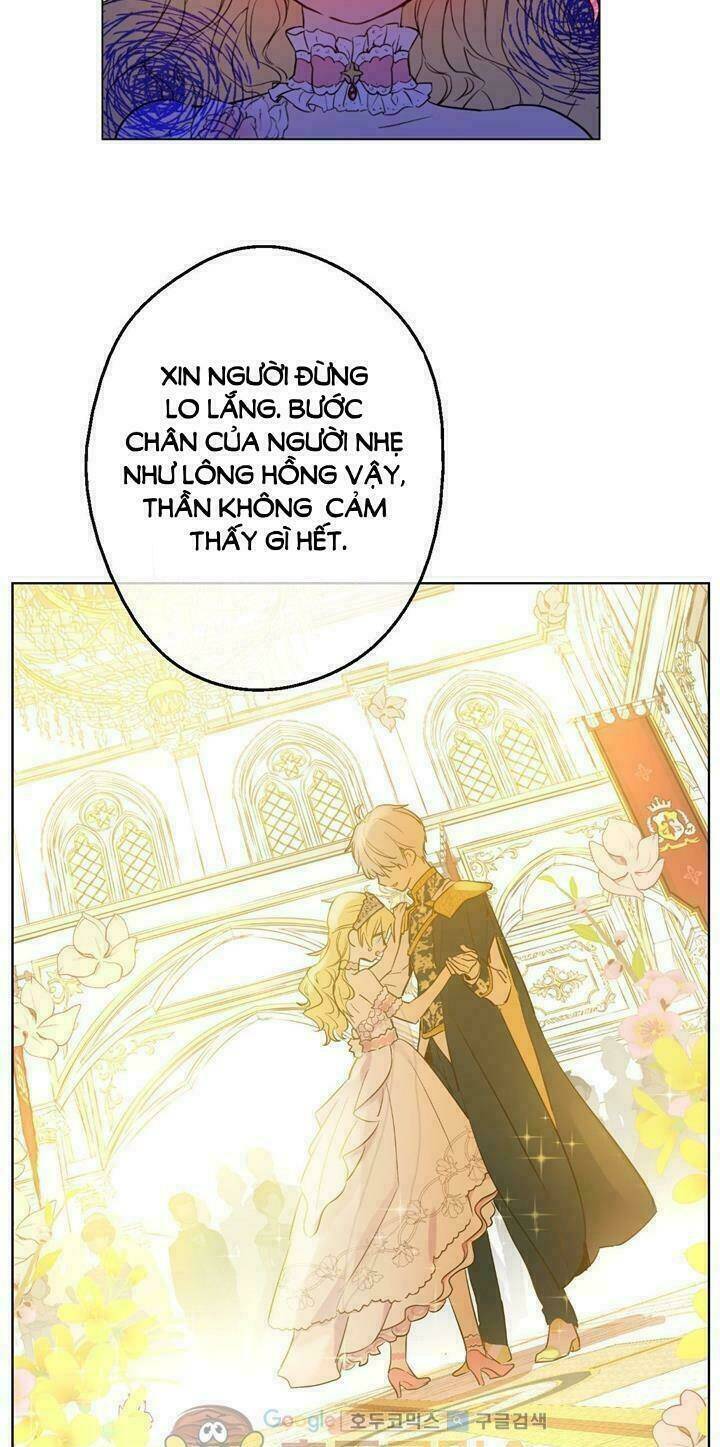 XIN NGƯỜI ĐỪNG
LO LẮNG. BƯỚC
CHÂN CỦA NGƯỜI NHẸ
NHƯ LÔNG HỒNG VẬY,
THẦN KHÔNG CẢM
THẤY GÌ HẾT.
Google 호두코믹스 구글검색